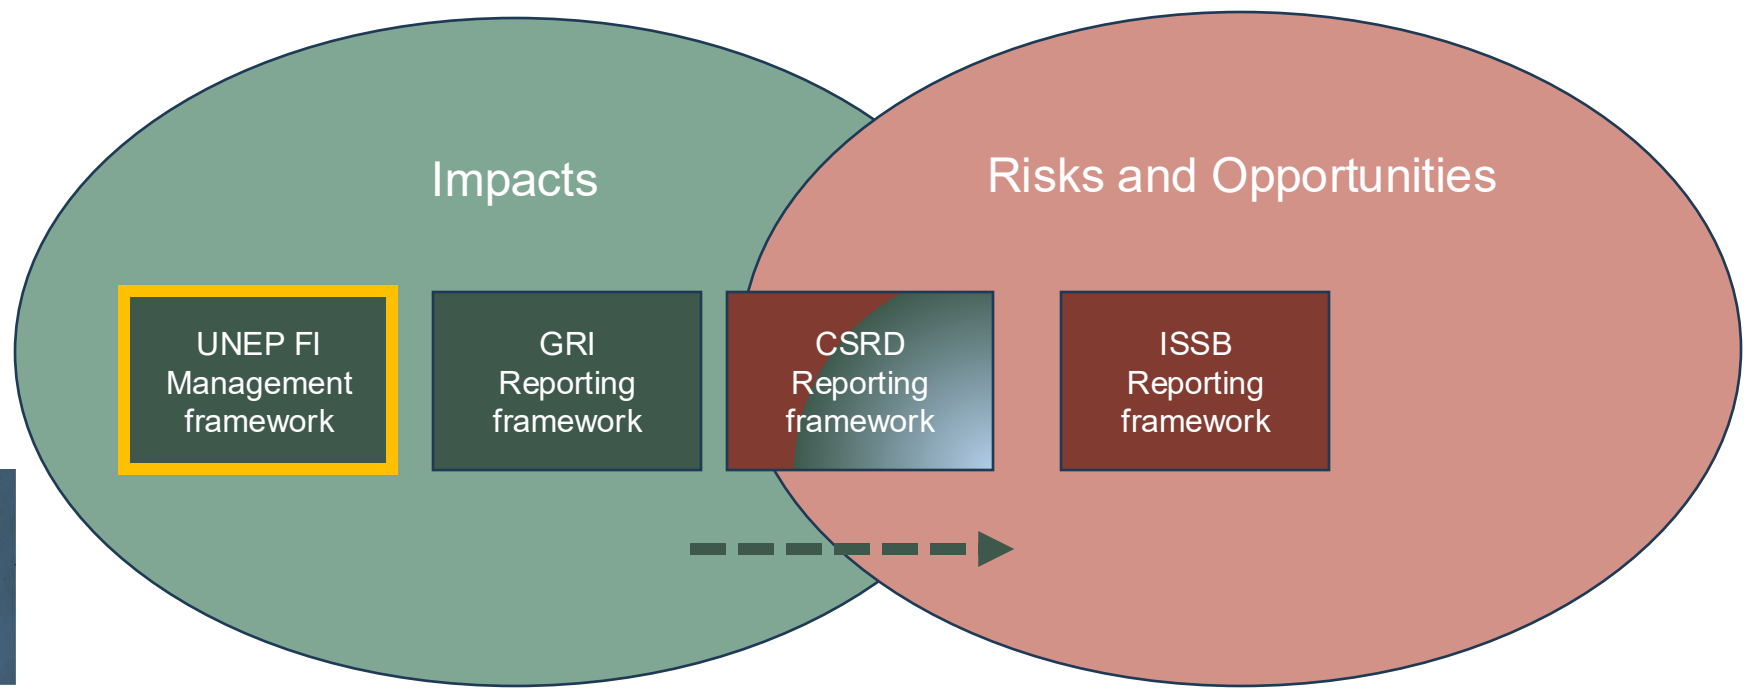 Impacts
Risks and Opportunities
UNEP FI
Management
framework
GRI
Reporting
framework
CSRD
Reporting
framework
ISSB
Reporting
framework